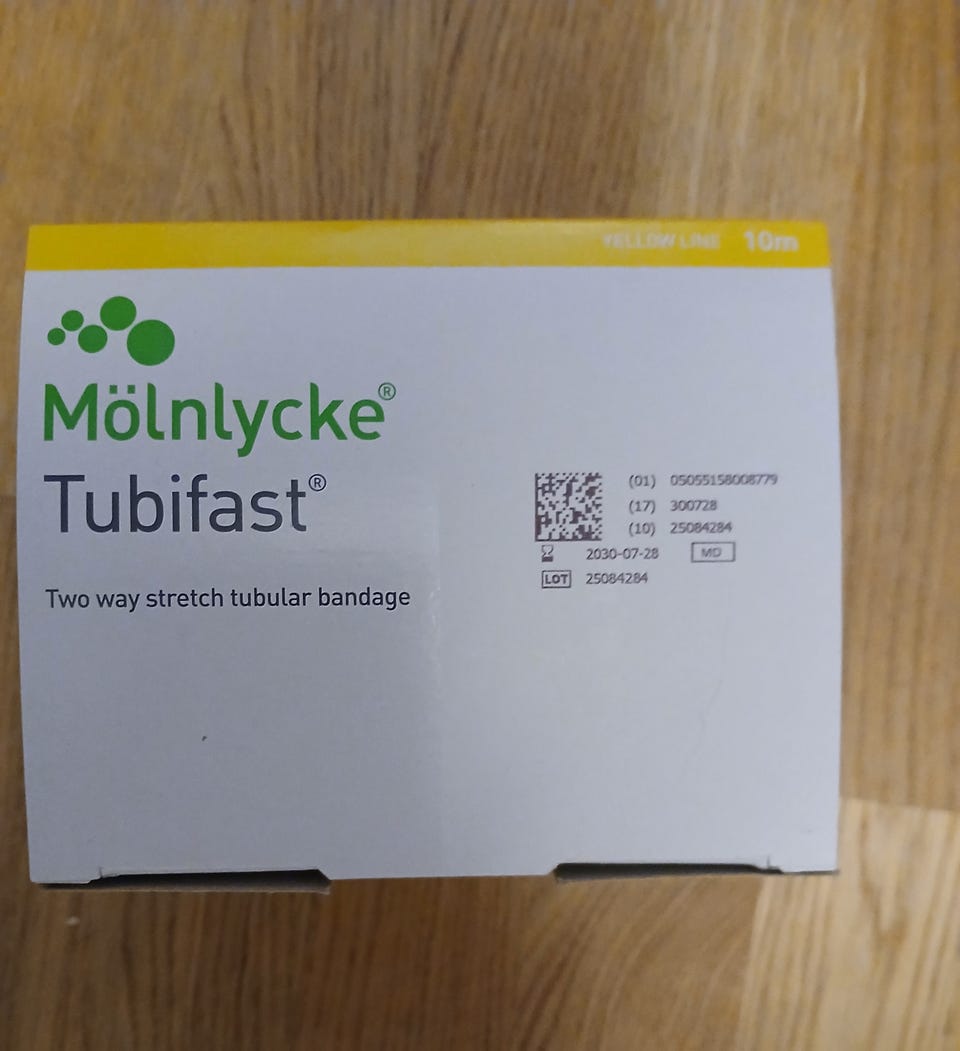 YELLOW LINE 10m
Mölnlycke®
Tubifast®
Two way stretch tubular bandage
(01) 05055158008779
(17) 300728
(10) 25084284
2030-07-28 MD
LOT 25084284